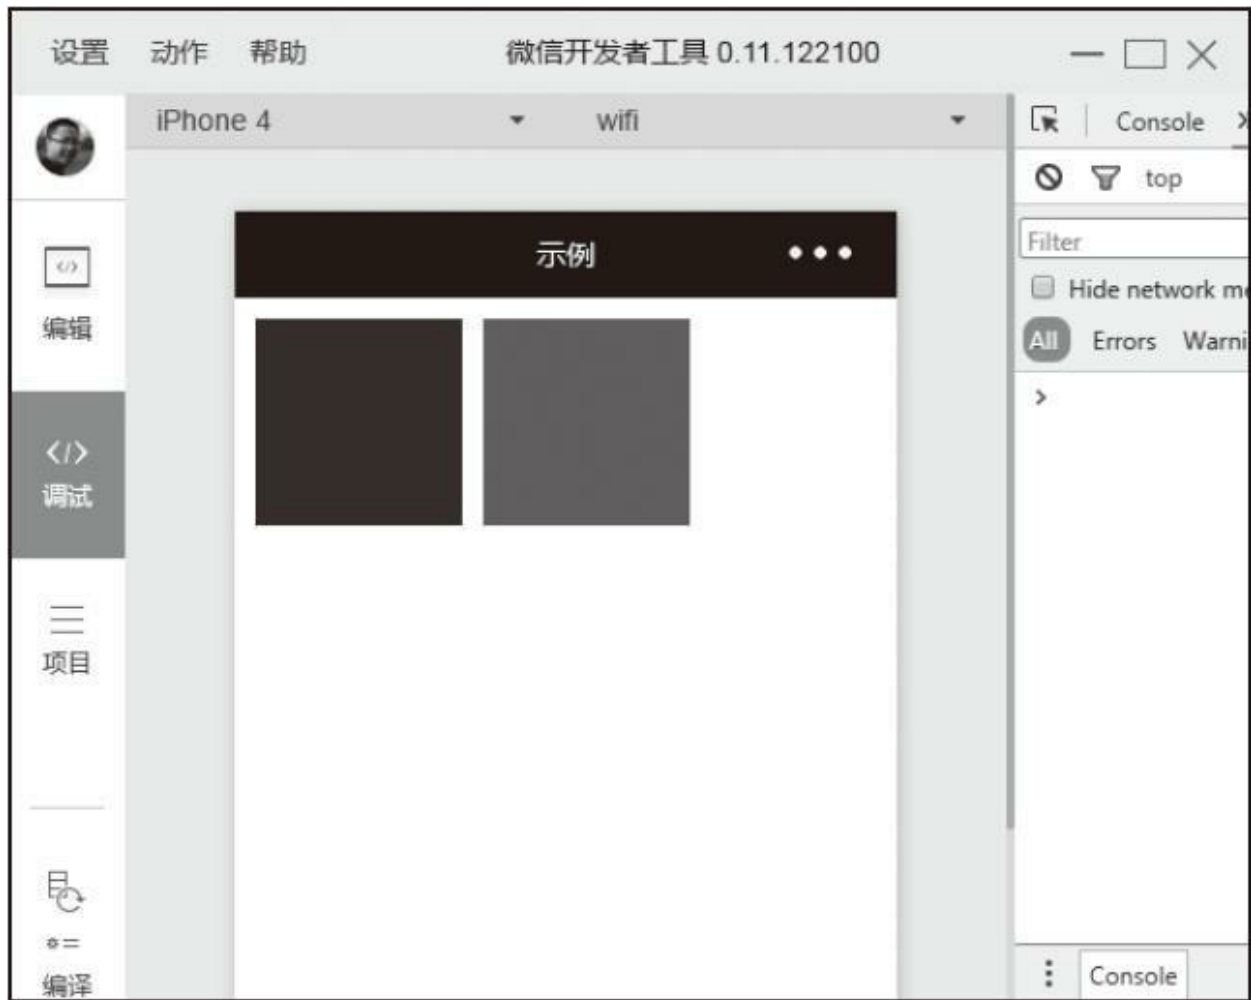 设置 动作 帮助 微信开发者工具 0.11.122100
iPhone 4 wifi
Console
top
Filter
Hide network
All Errors
示例
编辑
调试
项目
编译
Console